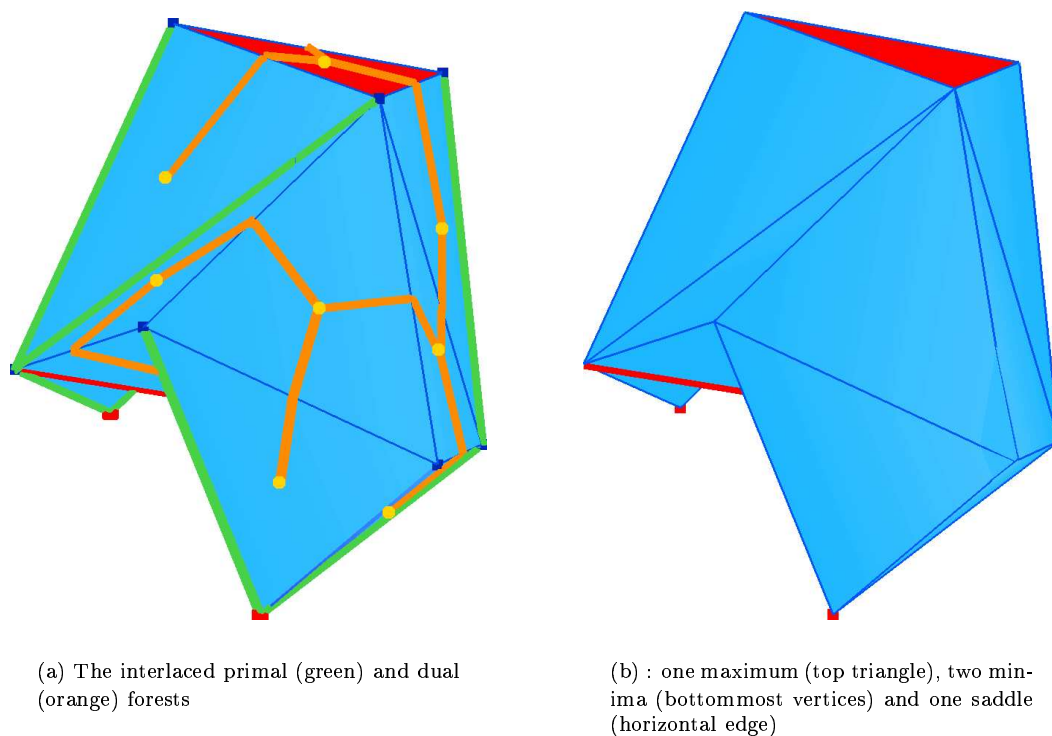 (a) The interlaced primal (green) and dual
(orange) forests
(b) : one maximum (top triangle), two min-
ima (bottommost vertices) and one saddle
(horizontal edge)